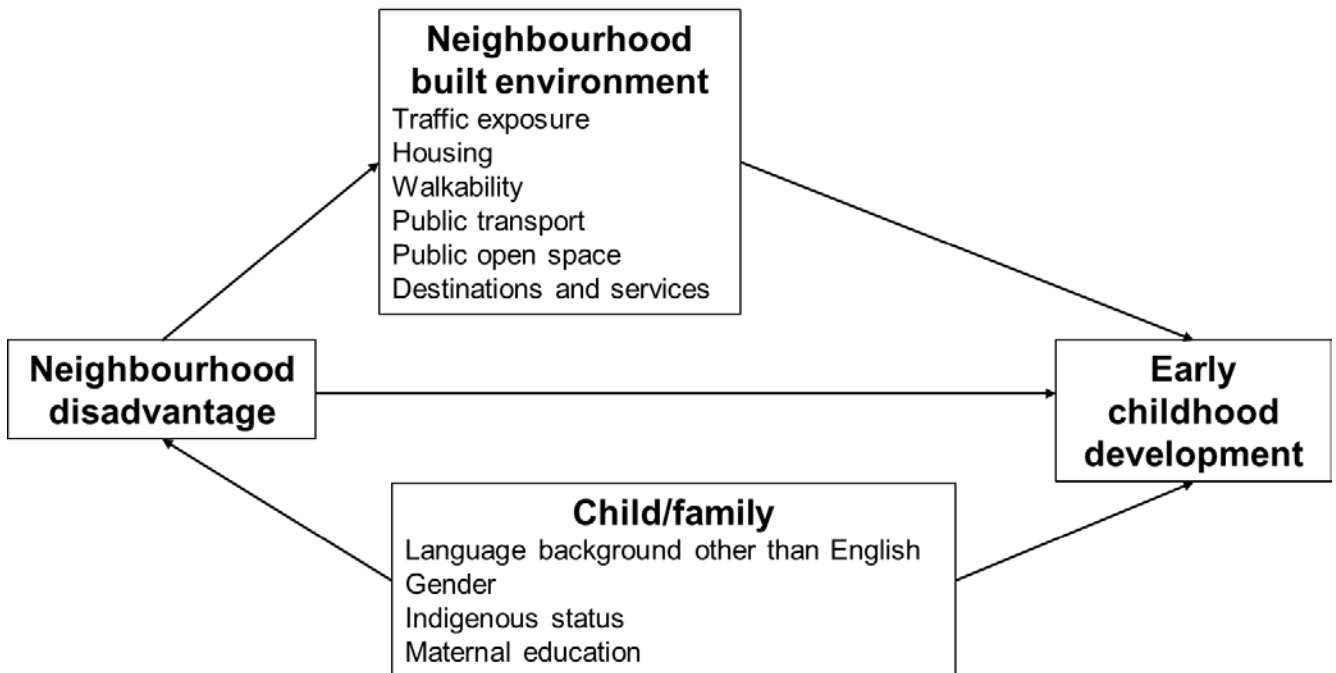 Neighbourhood
built environment
Traffic exposure
Housing
Walkability
Public transport
Public open space
Destinations and services
Neighbourhood
disadvantage
Early
childhood
development
Child/family
Language background other than English
Gender
Indigenous status
Maternal education